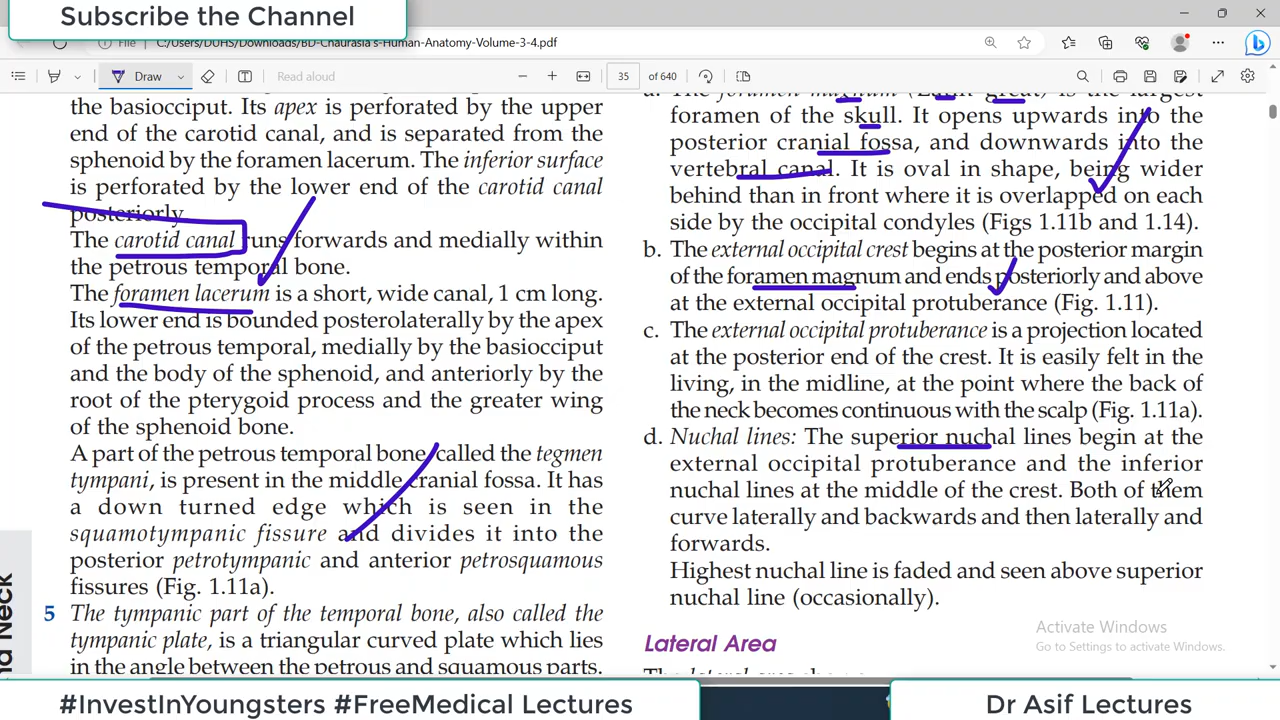 Subscribe the Channel
File C:/Users/DUHS/Downloads/BD-Chaurasia's-Human-Anatomy-Volume-3-4.pdf
Draw Read aloud 35 of 640
the basiocciput. Its apex is perforated by the upper
end of the carotid canal, and is separated from the
sphenoid by the foramen lacerum. The inferior surface
is perforated by the lower end of the carotid canal
posteriorly.
The carotid canal runs forwards and medially within
the petrous temporal bone.
The foramen lacerum is a short, wide canal, 1 cm long.
Its lower end is bounded posterolaterally by the apex
of the petrous temporal, medially by the basiocciput
and the body of the sphenoid, and anteriorly by the
root of the pterygoid process and the greater wing
of the sphenoid bone.
A part of the petrous temporal bone, called the tegmen
tympani, is present in the middle cranial fossa. It has
a down turned edge which is seen in the
squamotympanic fissure and divides it into the
posterior petrotympanic and anterior petrosquamous
fissures (Fig. 1.11a).
5 The tympanic part of the temporal bone, also called the
tympanic plate, is a triangular curved plate which lies
in the angle between the petrous and squamous parts.
a. The foramen magnum (Latin great) is the largest
foramen of the skull. It opens upwards into the
posterior cranial fossa, and downwards into the
vertebral canal. It is oval in shape, being wider
behind than in front where it is overlapped on each
side by the occipital condyles (Figs 1.11b and 1.14).
b. The external occipital crest begins at the posterior margin
of the foramen magnum and ends posteriorly and above
at the external occipital protuberance (Fig. 1.11).
c. The external occipital protuberance is a projection located
at the posterior end of the crest. It is easily felt in the
living, in the midline, at the point where the back of
the neck becomes continuous with the scalp (Fig. 1.11a).
d. Nuchal lines: The superior nuchal lines begin at the
external occipital protuberance and the inferior
nuchal lines at the middle of the crest. Both of them
curve laterally and backwards and then laterally and
forwards.
Highest nuchal line is faded and seen above superior
nuchal line (occasionally).
Lateral Area
Activate Windows
Go to Settings to activate Windows.
nd Neck
#InvestInYoungsters #FreeMedical Lectures
Dr Asif Lectures